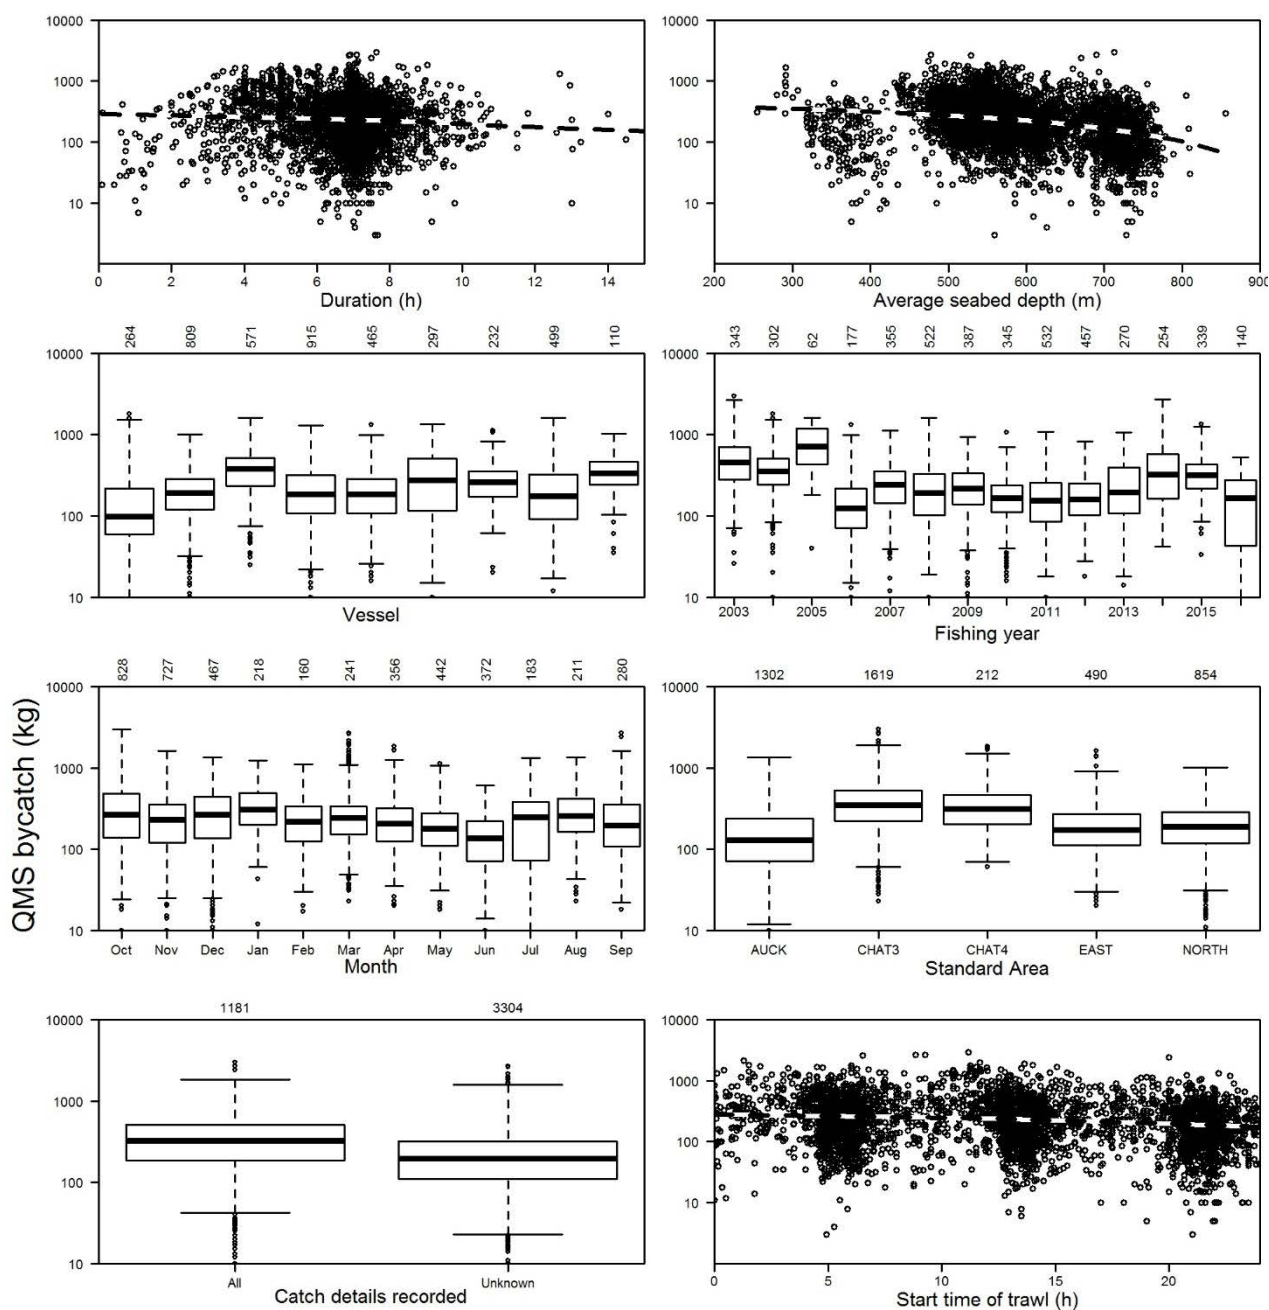 10000
1000
100
10
0 2 4 6 8 10 12 14
Duration (h)
10000
1000
100
10
200 300 400 500 600 700 800 900
Average seabed depth (m)
264 809 571 915 465 297 232 499 110
10000
1000
100
10
Vessel
343 302 62 177 355 522 387 345 532 457 270 254 339 140
10000
1000
100
10
2003 2005 2007 2009 2011 2013 2015
Fishing year
QMS bycatch (kg)
828 727 467 218 160 241 356 442 372 183 211 280
10000
1000
100
10
Oct Nov Dec Jan Feb Mar Apr May Jun Jul Aug Sep
Month
1302 1619 212 490 854
10000
1000
100
10
AUCK CHAT3 CHAT4 EAST NORTH
Standard Area
1181 3304
10000
1000
100
10
All Unknown
Catch details recorded
10000
1000
100
10
0 5 10 15 20
Start time of trawl (h)